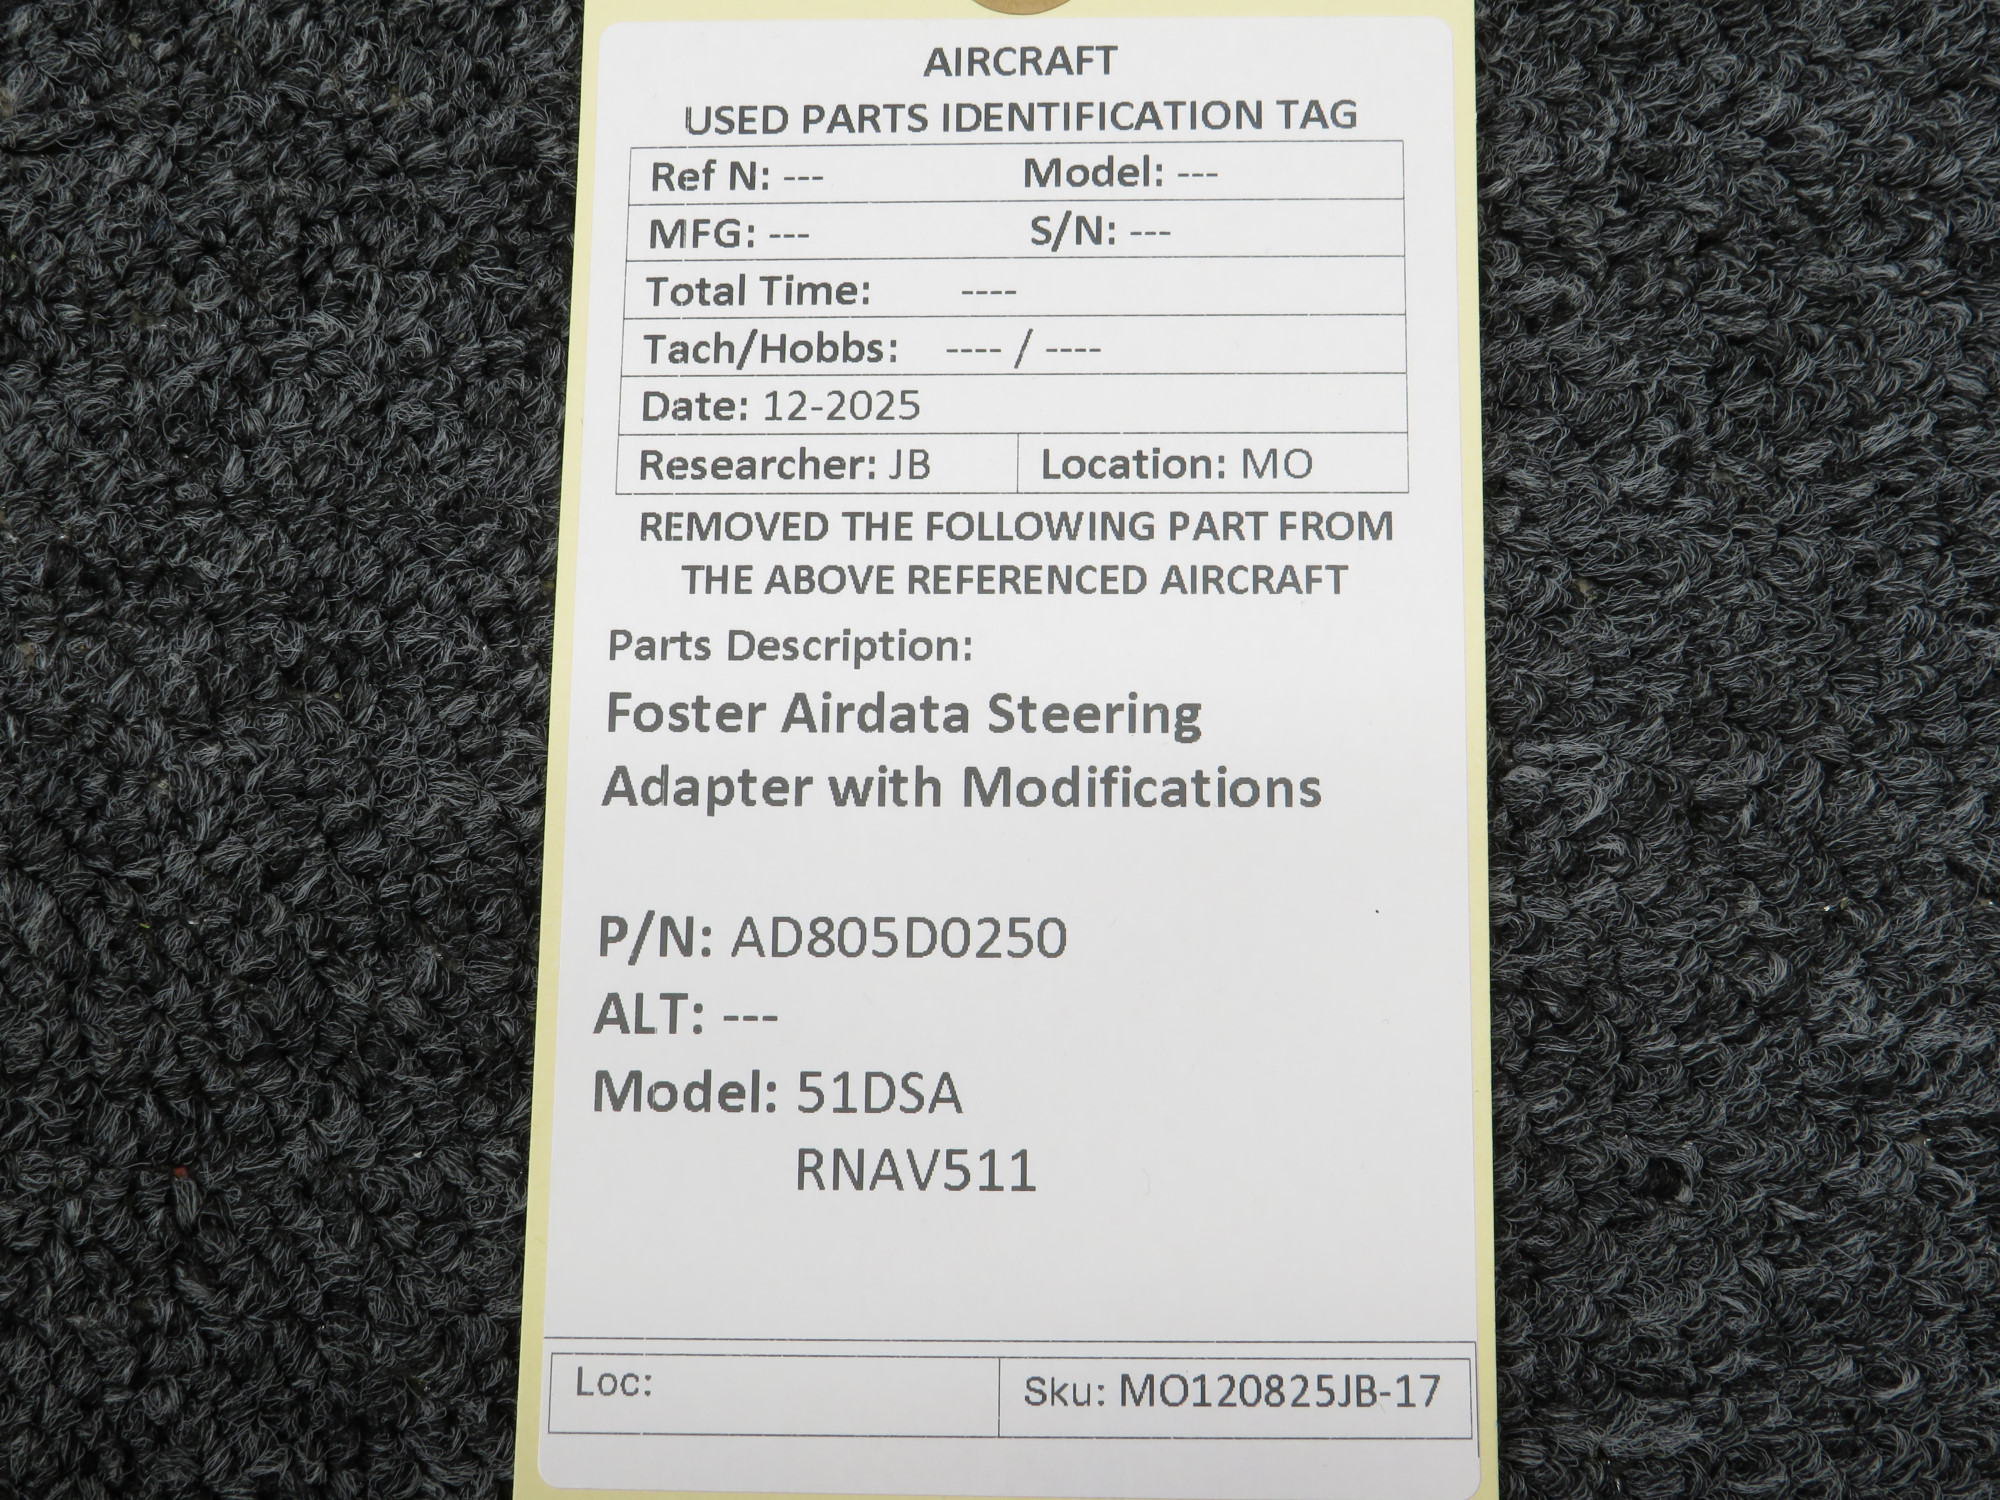 AIRCRAFT
USED PARTS IDENTIFICATION TAG
Ref N: --- Model: ---
MFG: --- S/N: ---
Total Time: ----
Tach/Hobbs: ---- / ----
Date: 12-2025
Researcher: JB Location: MO
REMOVED THE FOLLOWING PART FROM
THE ABOVE REFERENCED AIRCRAFT
Parts Description:
Foster Airdata Steering
Adapter with Modifications
P/N: AD805D0250
ALT: ---
Model: 51DSA
RNAV511
Loc: Sku: MO120825JB-17